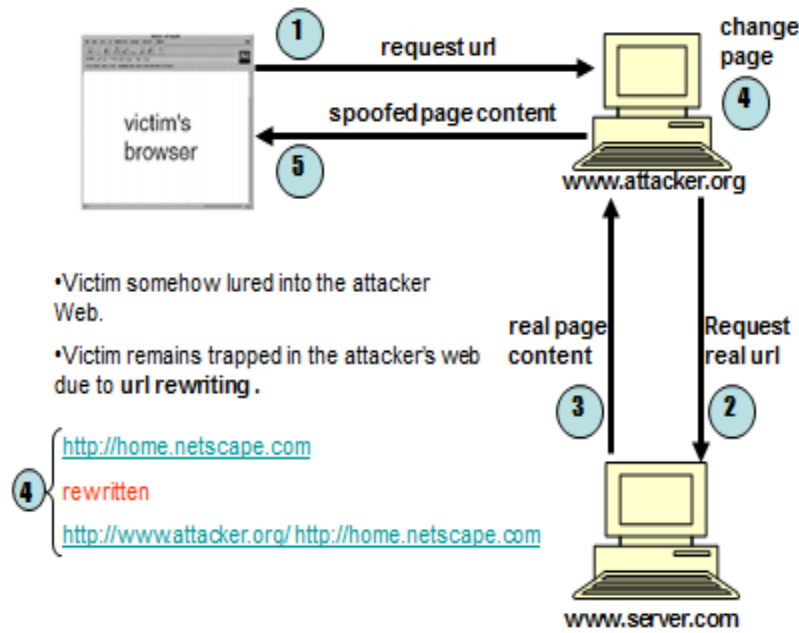 1
request url
change
page
4
spoofed page content
victim's
browser
5
www.attacker.org
•Victim somehow lured into the attacker
Web.
•Victim remains trapped in the attacker's web
due to url rewriting .
real page
content
Request
real url
3
2
http://home.netscape.com
4
rewritten
http://www.attacker.org/ http://home.netscape.com
www.server.com